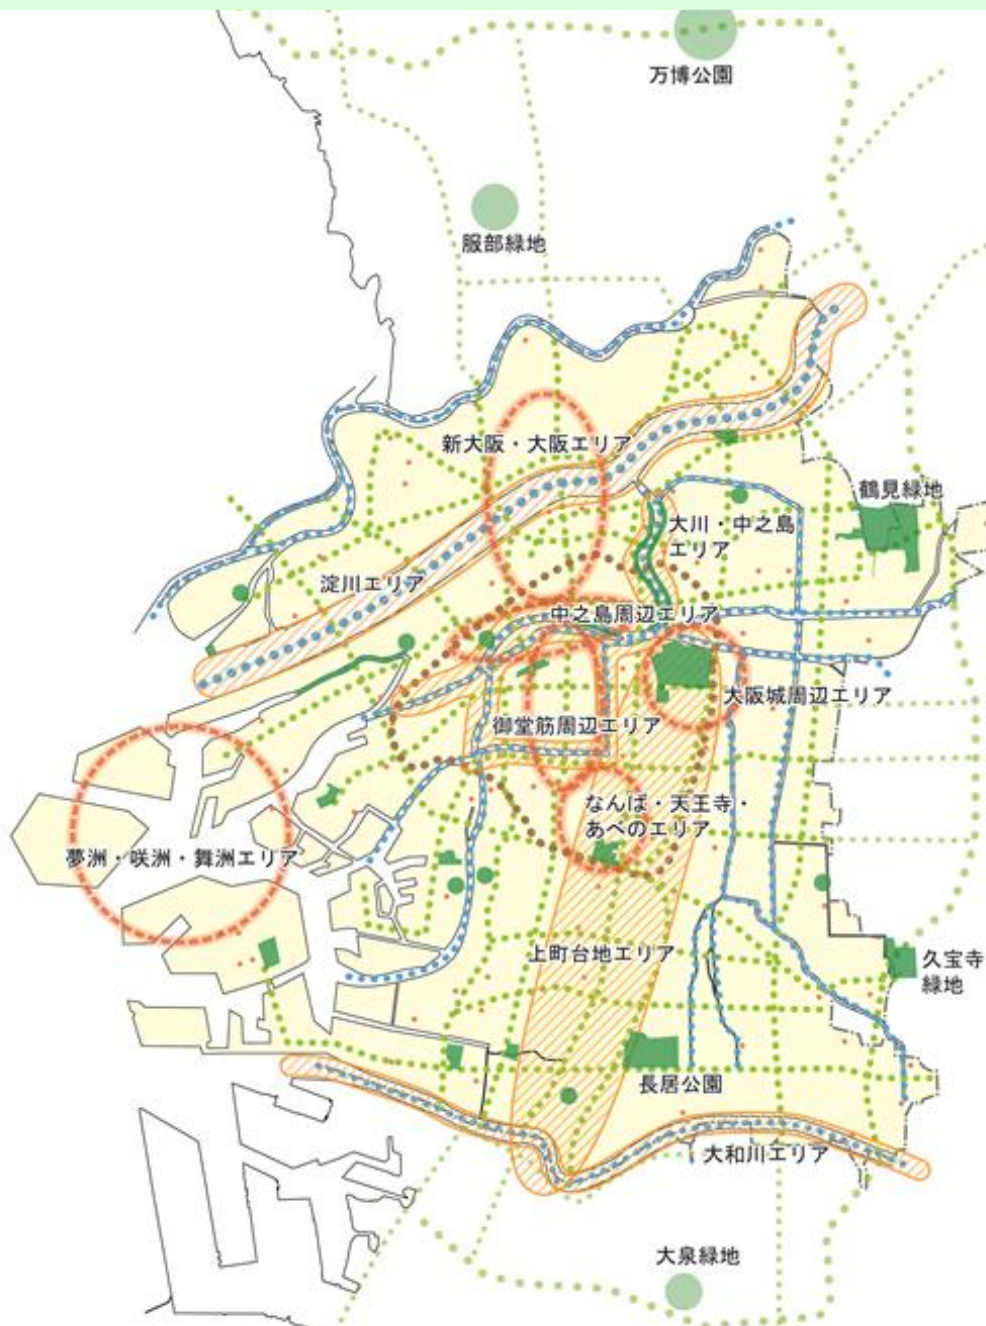 万博公園
服部緑地
新大阪・大阪エリア
鶴見緑地
大川・中之島
エリア
淀川エリア
中之島周辺エリア
大阪城周辺エリア
御堂筋周辺エリア
なんば・天王寺・
あべのエリア
夢洲・咲洲・舞洲エリア
上町台地エリア
久宝寺
緑地
長居公園
大和川エリア
大泉緑地